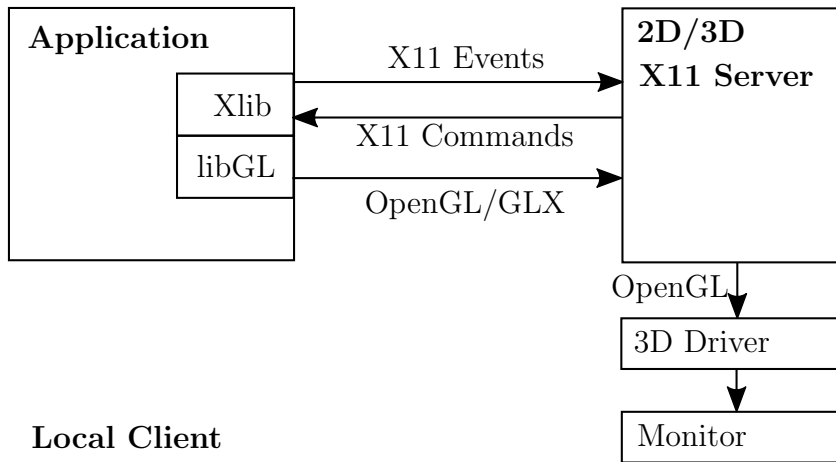 Application
2D/3D
X11 Server
X11 Events
Xlib
X11 Commands
libGL
OpenGL/GLX
OpenGL
3D Driver
Monitor
Local Client